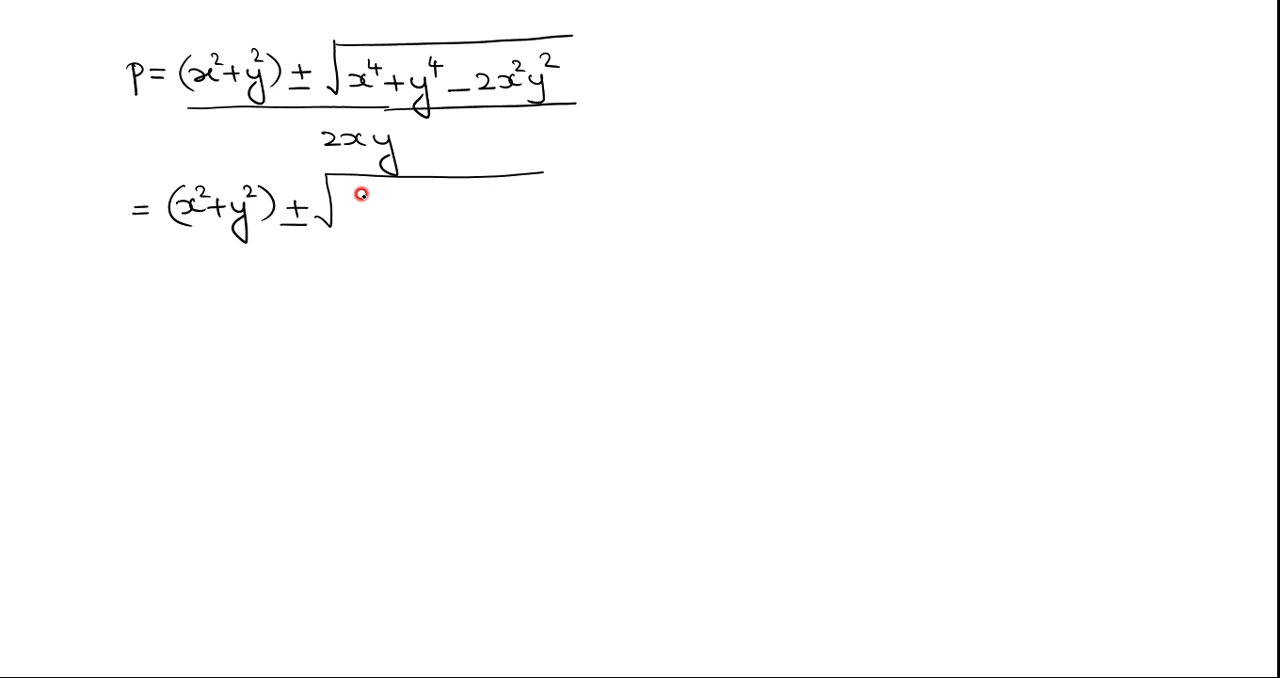 p = (x²+y²) ± √x⁴+y⁴−2x²y²
2xy
= (x²+y²) ± √